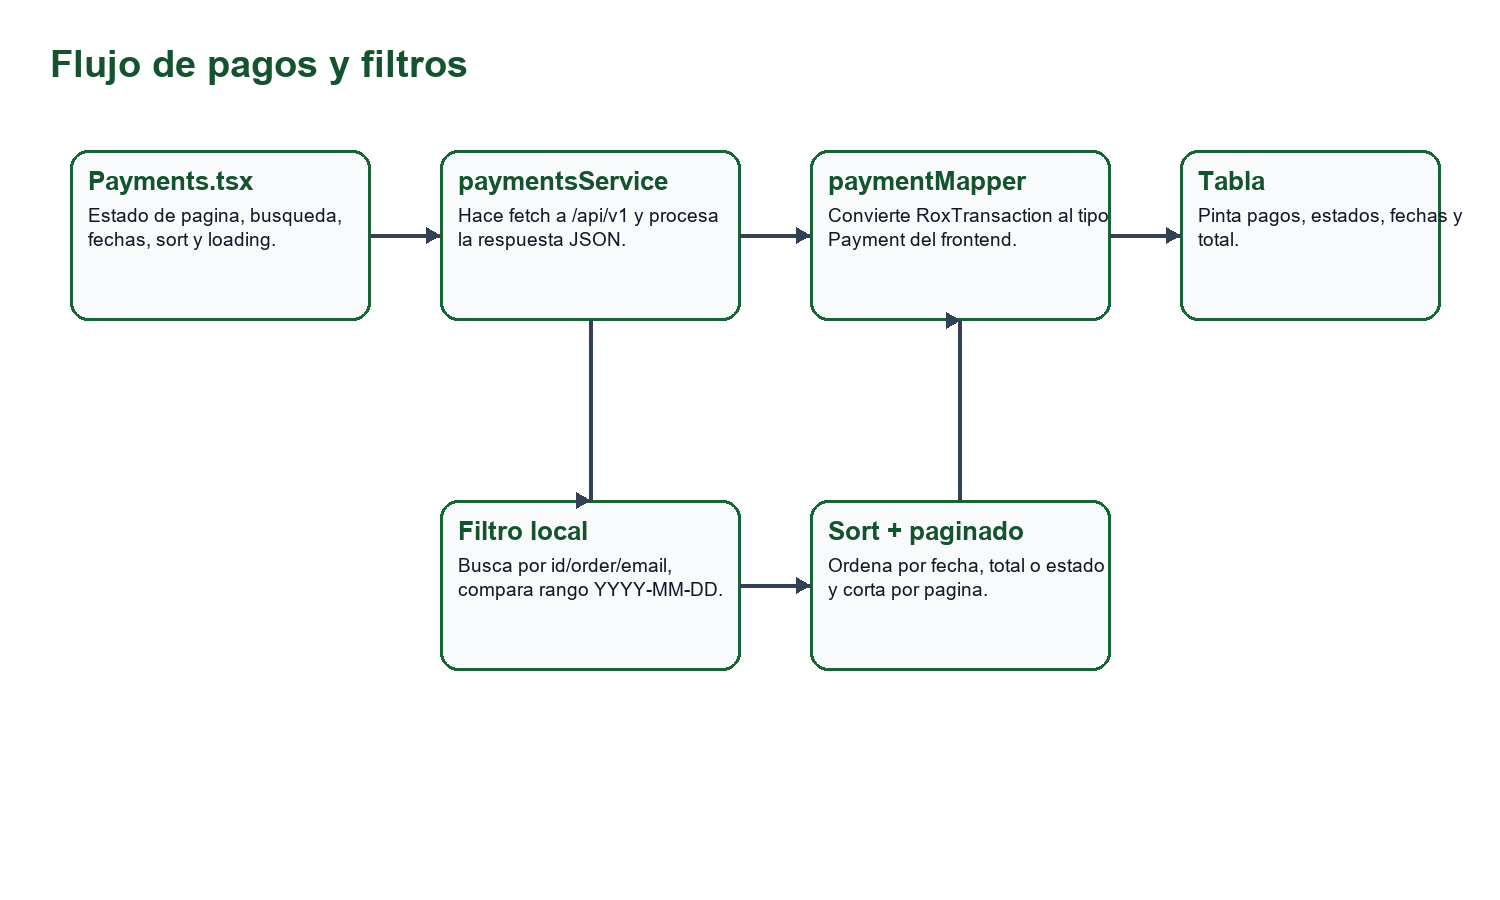 Flujo de pagos y filtros
Payments.tsx
Estado de pagina, busqueda,
fechas, sort y loading.
paymentsService
Hace fetch a /api/v1 y procesa
la respuesta JSON.
paymentMapper
Convierte RoxTransaction al tipo
Payment del frontend.
Tabla
Pinta pagos, estados, fechas y
total.
Filtro local
Busca por id/order/email,
compara rango YYYY-MM-DD.
Sort + paginado
Ordena por fecha, total o estado
y corta por pagina.